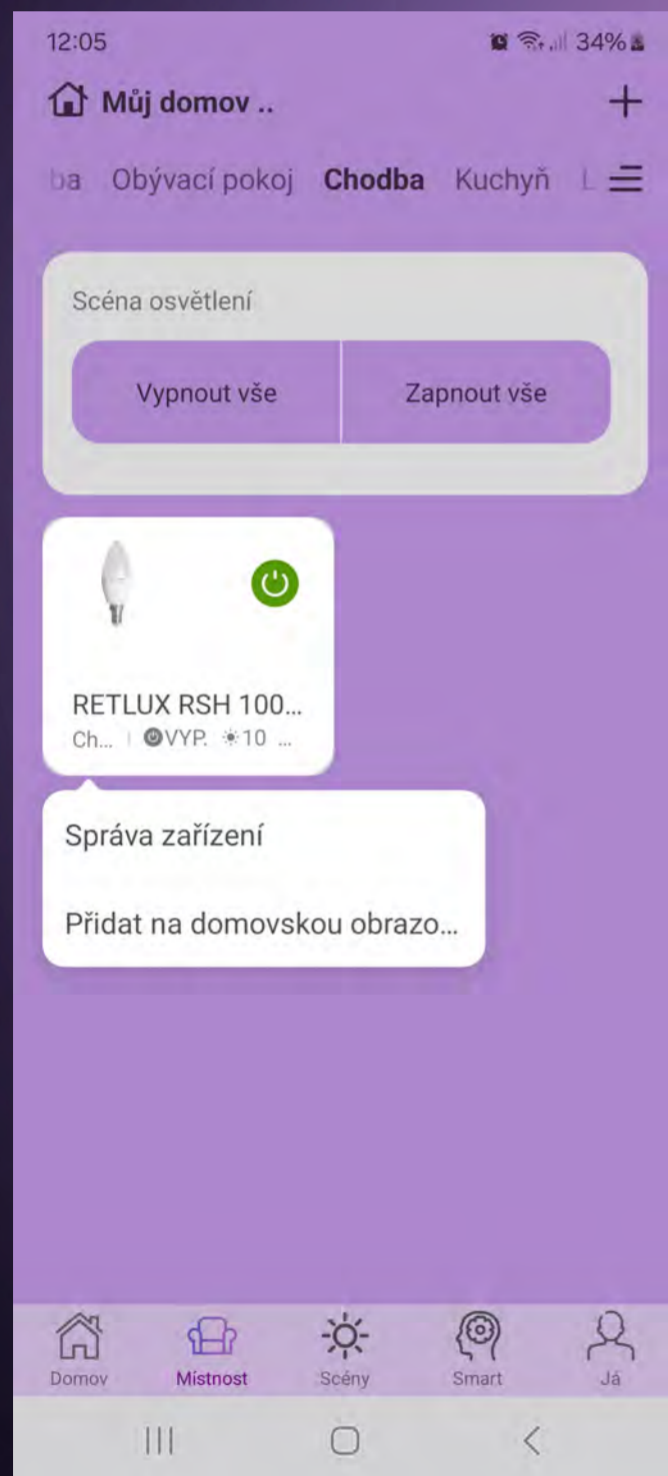 12:05 34%
Můj domov ..
ba Obývací pokoj Chodba Kuchyň L
Scéna osvětlení
Vypnout vše Zapnout vše
RETLUX RSH 100...
Ch... VYP. 10 ...
Správa zařízení
Přidat na domovskou obrazo...
Domov Místnost Scény Smart Já